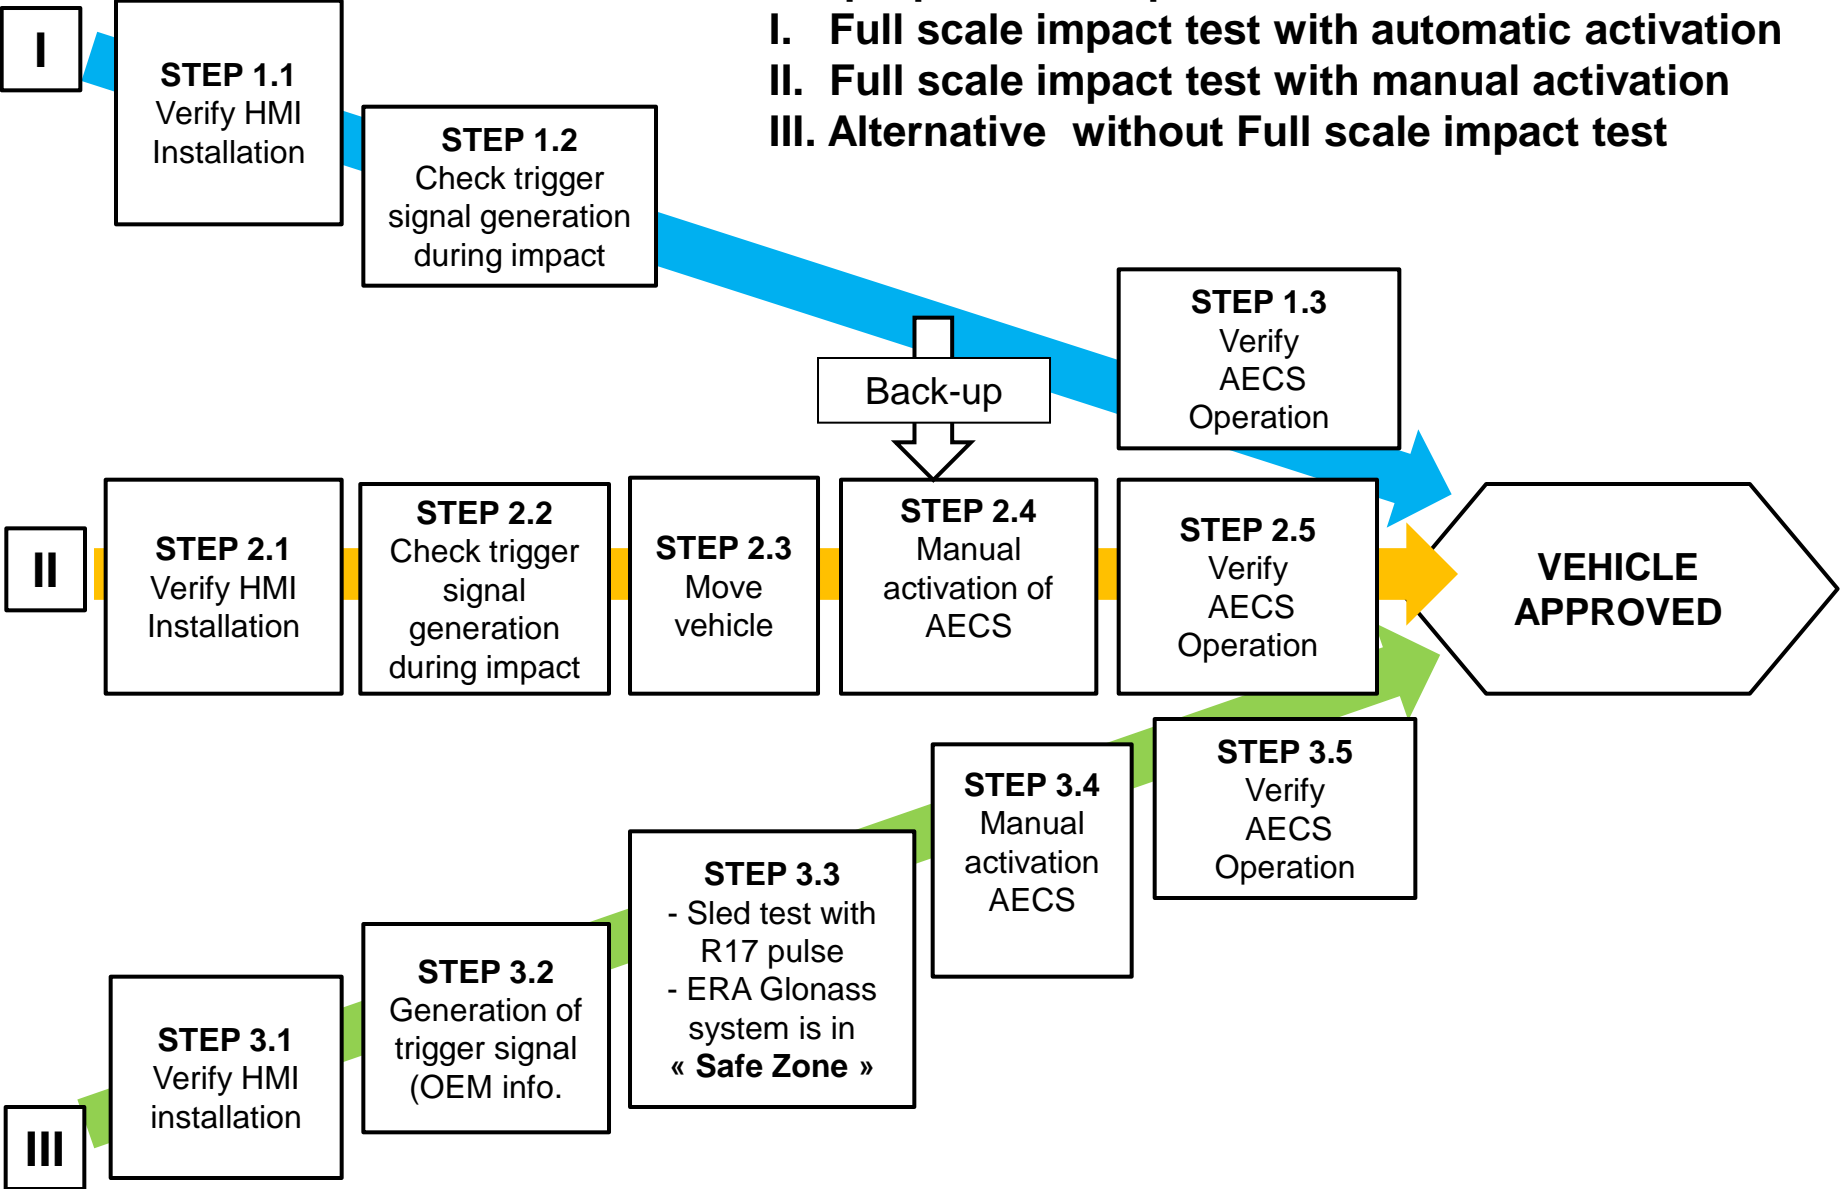 I. Full scale impact test with automatic activation
II. Full scale impact test with manual activation
III. Alternative without Full scale impact test
I
STEP 1.1
Verify HMI
Installation
STEP 1.2
Check trigger
signal generation
during impact
STEP 1.3
Verify
AECS
Operation
Back-up
II
STEP 2.1
Verify HMI
Installation
STEP 2.2
Check trigger
signal
generation
during impact
STEP 2.3
Move
vehicle
STEP 2.4
Manual
activation of
AECS
STEP 2.5
Verify
AECS
Operation
VEHICLE
APPROVED
III
STEP 3.1
Verify HMI
installation
STEP 3.2
Generation of
trigger signal
(OEM info.
STEP 3.3
- Sled test with
R17 pulse
- ERA Glonass
system is in
« Safe Zone »
STEP 3.4
Manual
activation
AECS
STEP 3.5
Verify
AECS
Operation